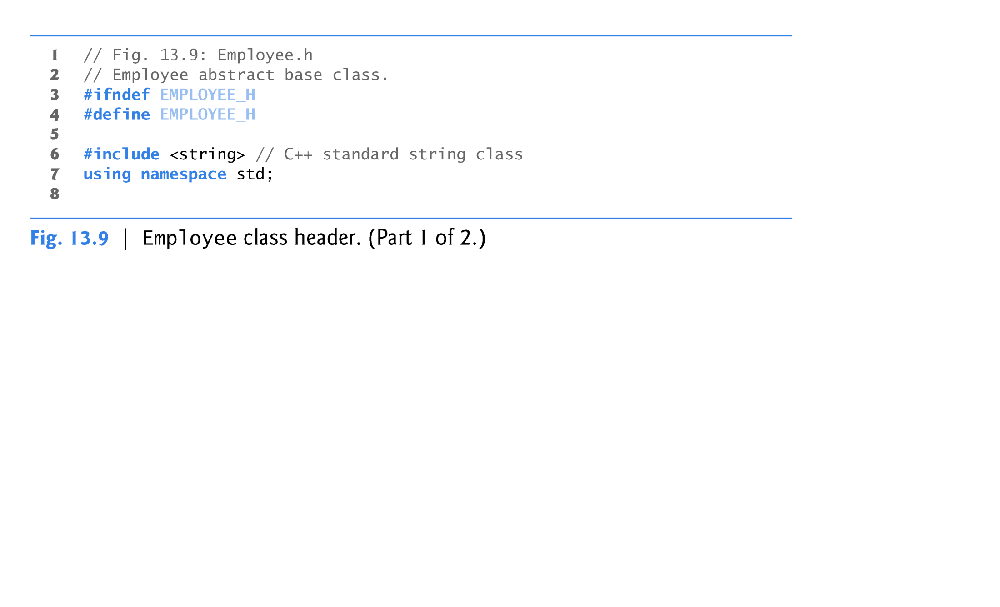 1 // Fig. 13.9: Employee.h
2 // Employee abstract base class.
3 #ifndef EMPLOYEE_H
4 #define EMPLOYEE_H
5
6 #include <string> // C++ standard string class
7 using namespace std;
8
Fig. 13.9 | Employee class header. (Part 1 of 2.)